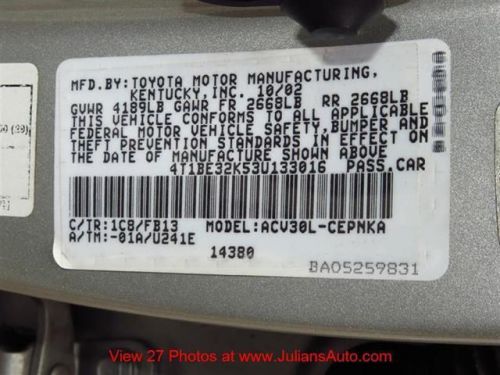 MFD.BY:TOYOTA MOTOR MANUFACTURING,
KENTUCKY,INC. 10/02
GVWR 4189LB GAWR FR 2668LB RR 2668LB
THIS VEHICLE CONFORMS TO ALL APPLICABLE
FEDERAL MOTOR VEHICLE SAFETY,BUMPER,AND
THEFT PREVENTION STANDARDS IN EFFECT ON
THE DATE OF MANUFACTURE SHOWN ABOVE
4T1BE32K53U133016 PASS.CAR
C/TR:1C8/FB13 MODEL:ACV30L-CEPNKA
A/TM:-01A/U241E
14380
BA05259831
View 27 Photos at www.JuliansAuto.com